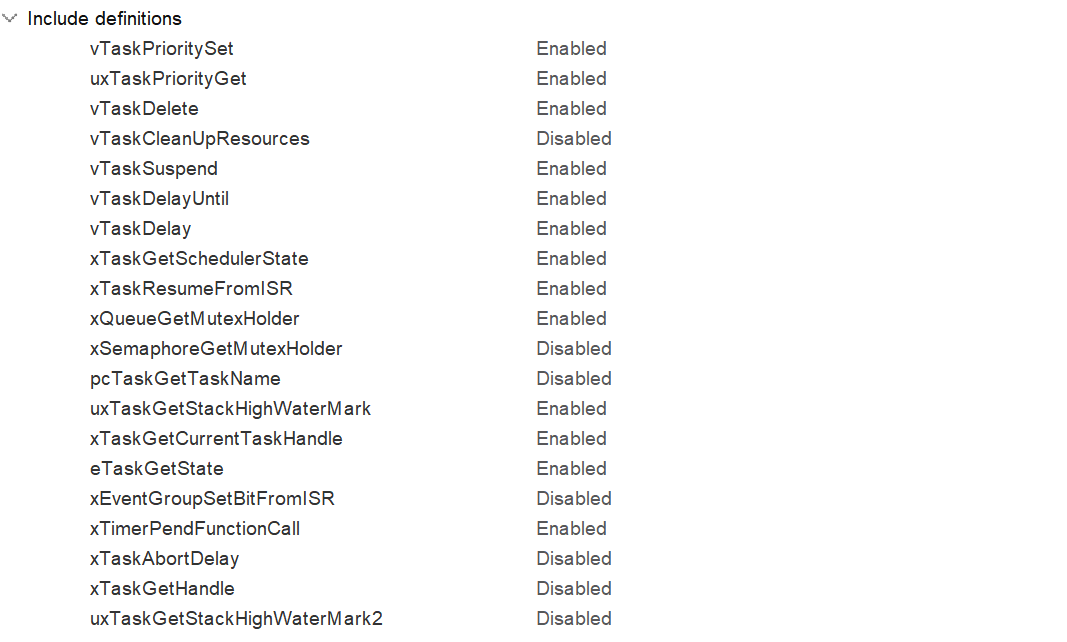 Include definitions
vTaskPrioritySet Enabled
uxTaskPriorityGet Enabled
vTaskDelete Enabled
vTaskCleanUpResources Disabled
vTaskSuspend Enabled
vTaskDelayUntil Enabled
vTaskDelay Enabled
xTaskGetSchedulerState Enabled
xTaskResumeFromISR Enabled
xQueueGetMutexHolder Enabled
xSemaphoreGetMutexHolder Disabled
pcTaskGetTaskName Disabled
uxTaskGetStackHighWaterMark Enabled
xTaskGetCurrentTaskHandle Enabled
eTaskGetState Enabled
xEventGroupSetBitFromISR Disabled
xTimerPendFunctionCall Enabled
xTaskAbortDelay Disabled
xTaskGetHandle Disabled
uxTaskGetStackHighWaterMark2 Disabled